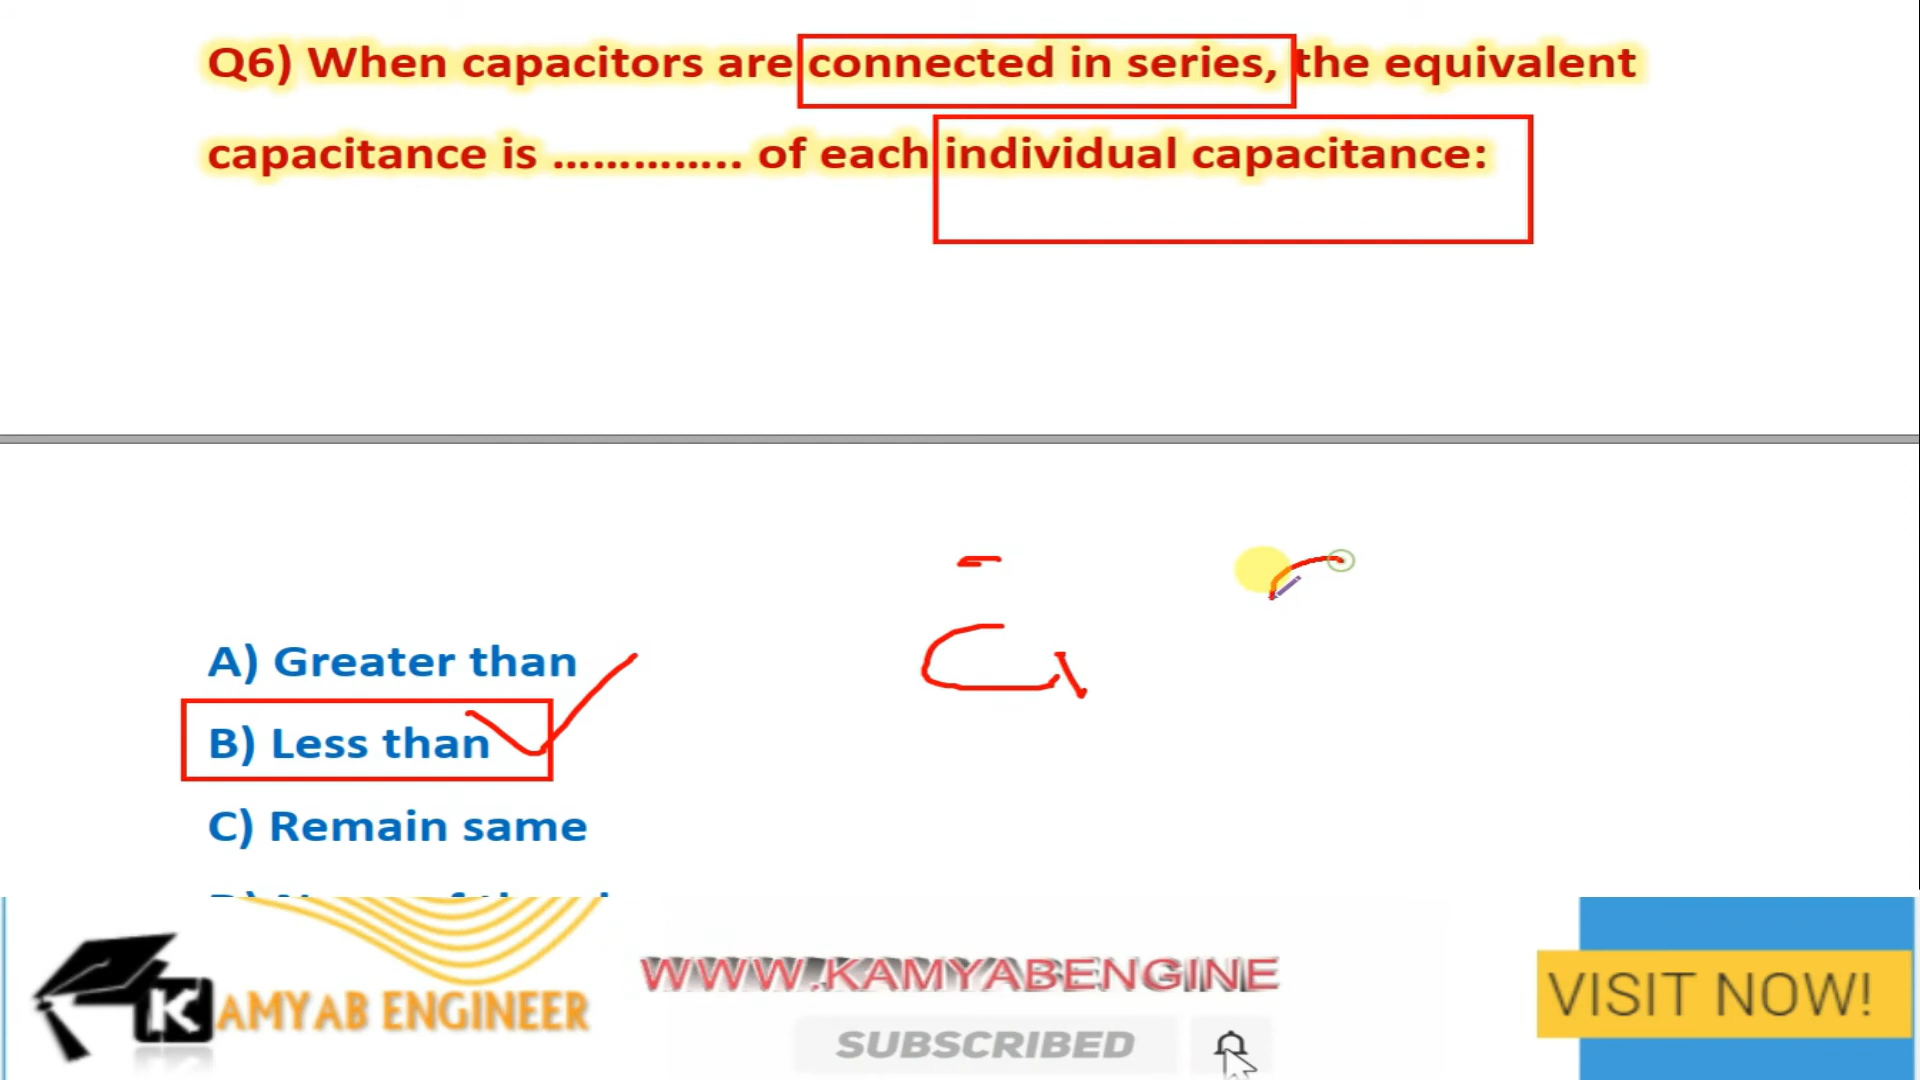 Q6) When capacitors are connected in series, the equivalent
capacitance is ………….. of each individual capacitance:
A) Greater than
B) Less than
C) Remain same
K AMYAB ENGINEER
WWW.KAMYABENGINE
SUBSCRIBED
VISIT NOW!